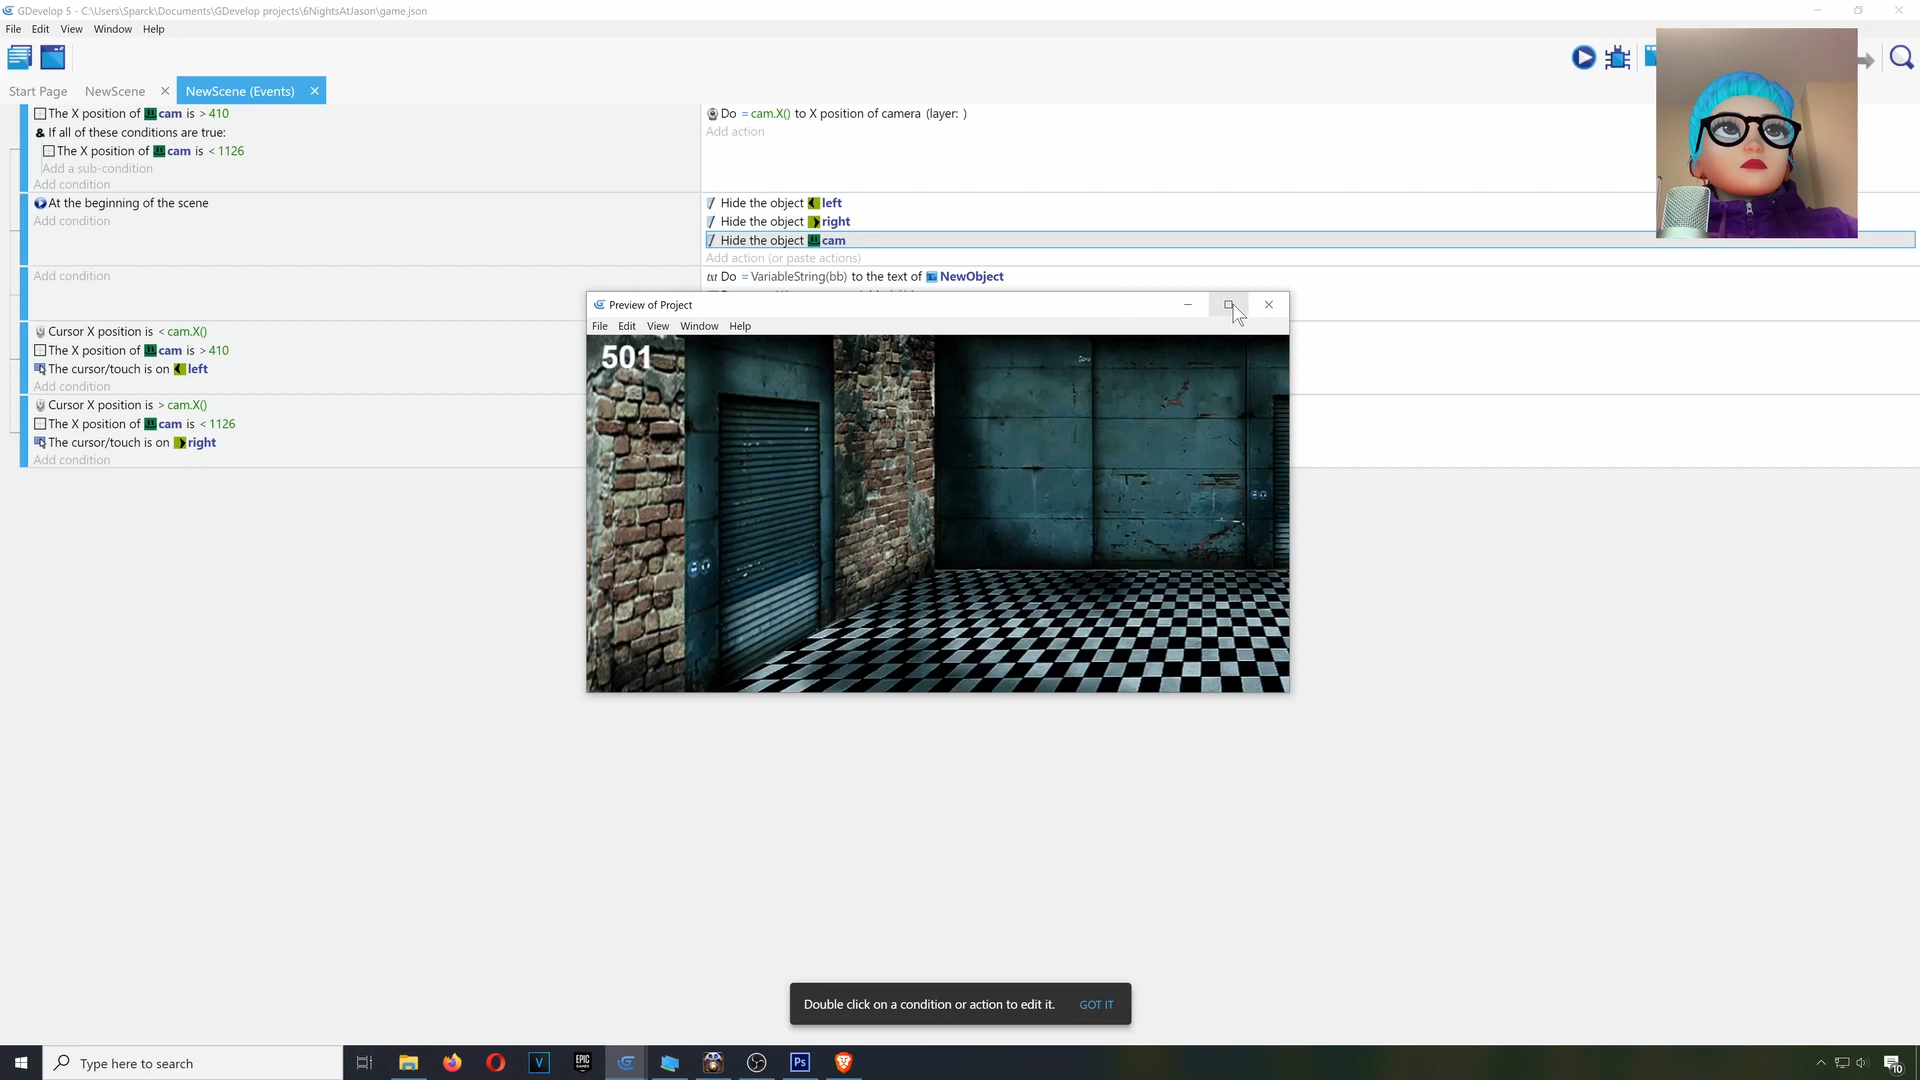 GDevelop 5 - C:\Users\Sparck\Documents\GDevelop projects\6NightsAtJason\game.json
File Edit View Window Help
Start Page NewScene NewScene (Events)
The X position of cam is > 410
Do = cam.X() to X position of camera (layer: )
Add action
& If all of these conditions are true:
The X position of cam is < 1126
Add a sub-condition
Add condition
At the beginning of the scene
Add condition
Hide the object left
Hide the object right
Hide the object cam
Add action (or paste actions)
Add condition
txt Do = VariableString(bb) to the text of NewObject
Preview of Project
File Edit View Window Help
501
Cursor X position is < cam.X()
The X position of cam is > 410
The cursor/touch is on left
Add condition
Cursor X position is > cam.X()
The X position of cam is < 1126
The cursor/touch is on right
Add condition
Double click on a condition or action to edit it. GOT IT
Type here to search
V
EPIC GAMES
Ps
10